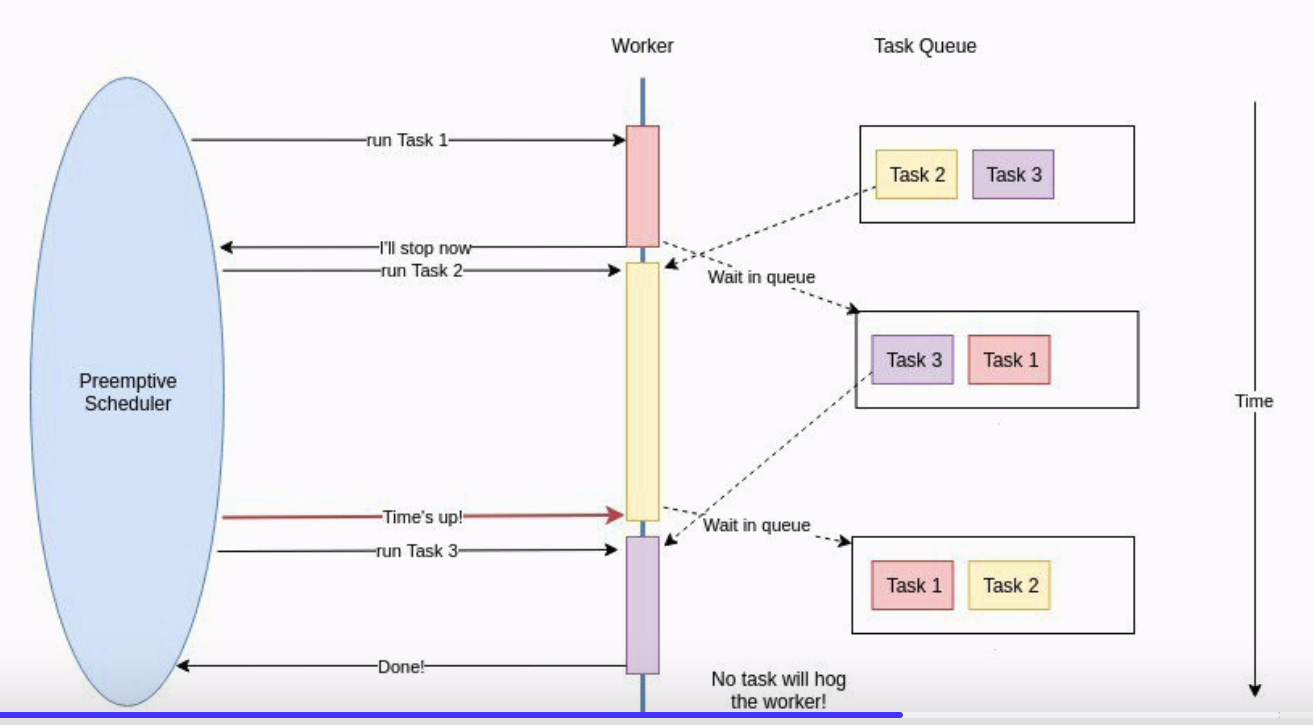 Worker
Task Queue
run Task 1
Task 2
Task 3
I'll stop now
run Task 2
Wait in queue
Task 3
Task 1
Preemptive
Scheduler
Time
Time's up!
Wait in queue
run Task 3
Task 1
Task 2
Done!
No task will hog
the worker!